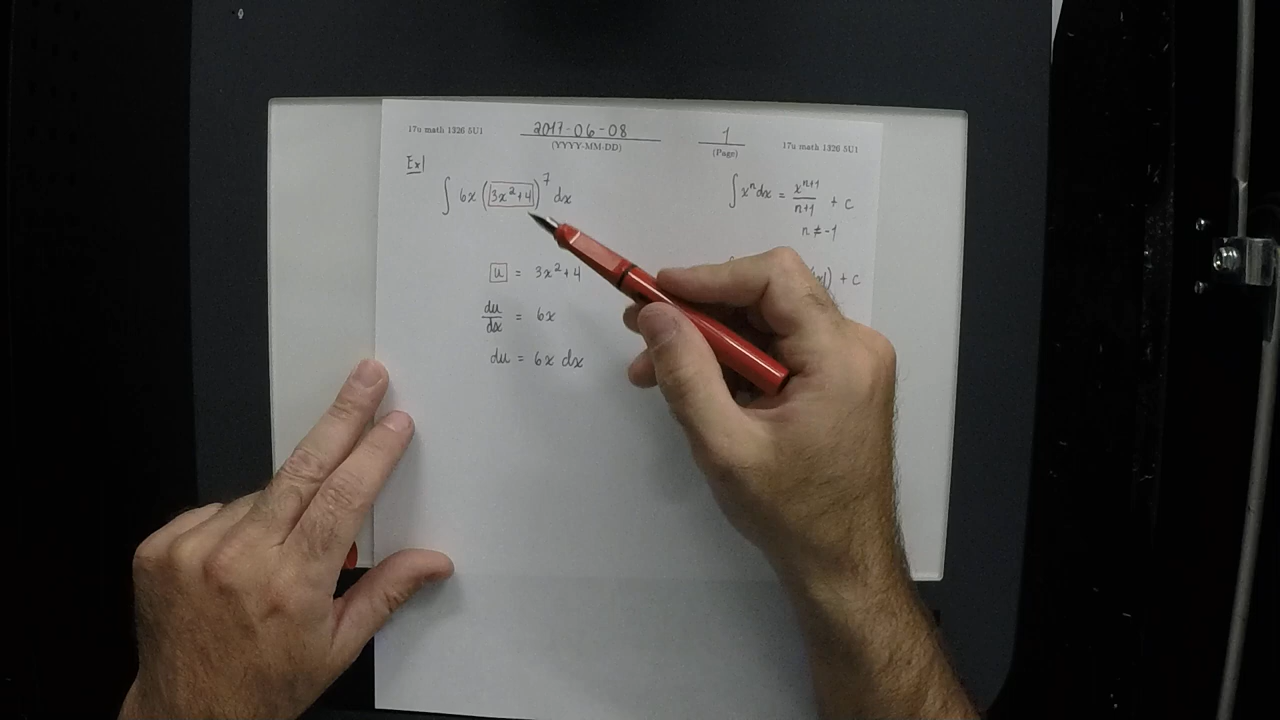 17u math 1326 5U1 2017-06-08 1 17u math 1326 5U1
(YYYY-MM-DD) (Page)
Ex1
∫ 6x (3x²+4)⁷ dx
∫ xⁿ dx = xⁿ⁺¹/n+1 + c
n ≠ -1
u = 3x²+4
|x|) + c
du/dx = 6x
du = 6x dx